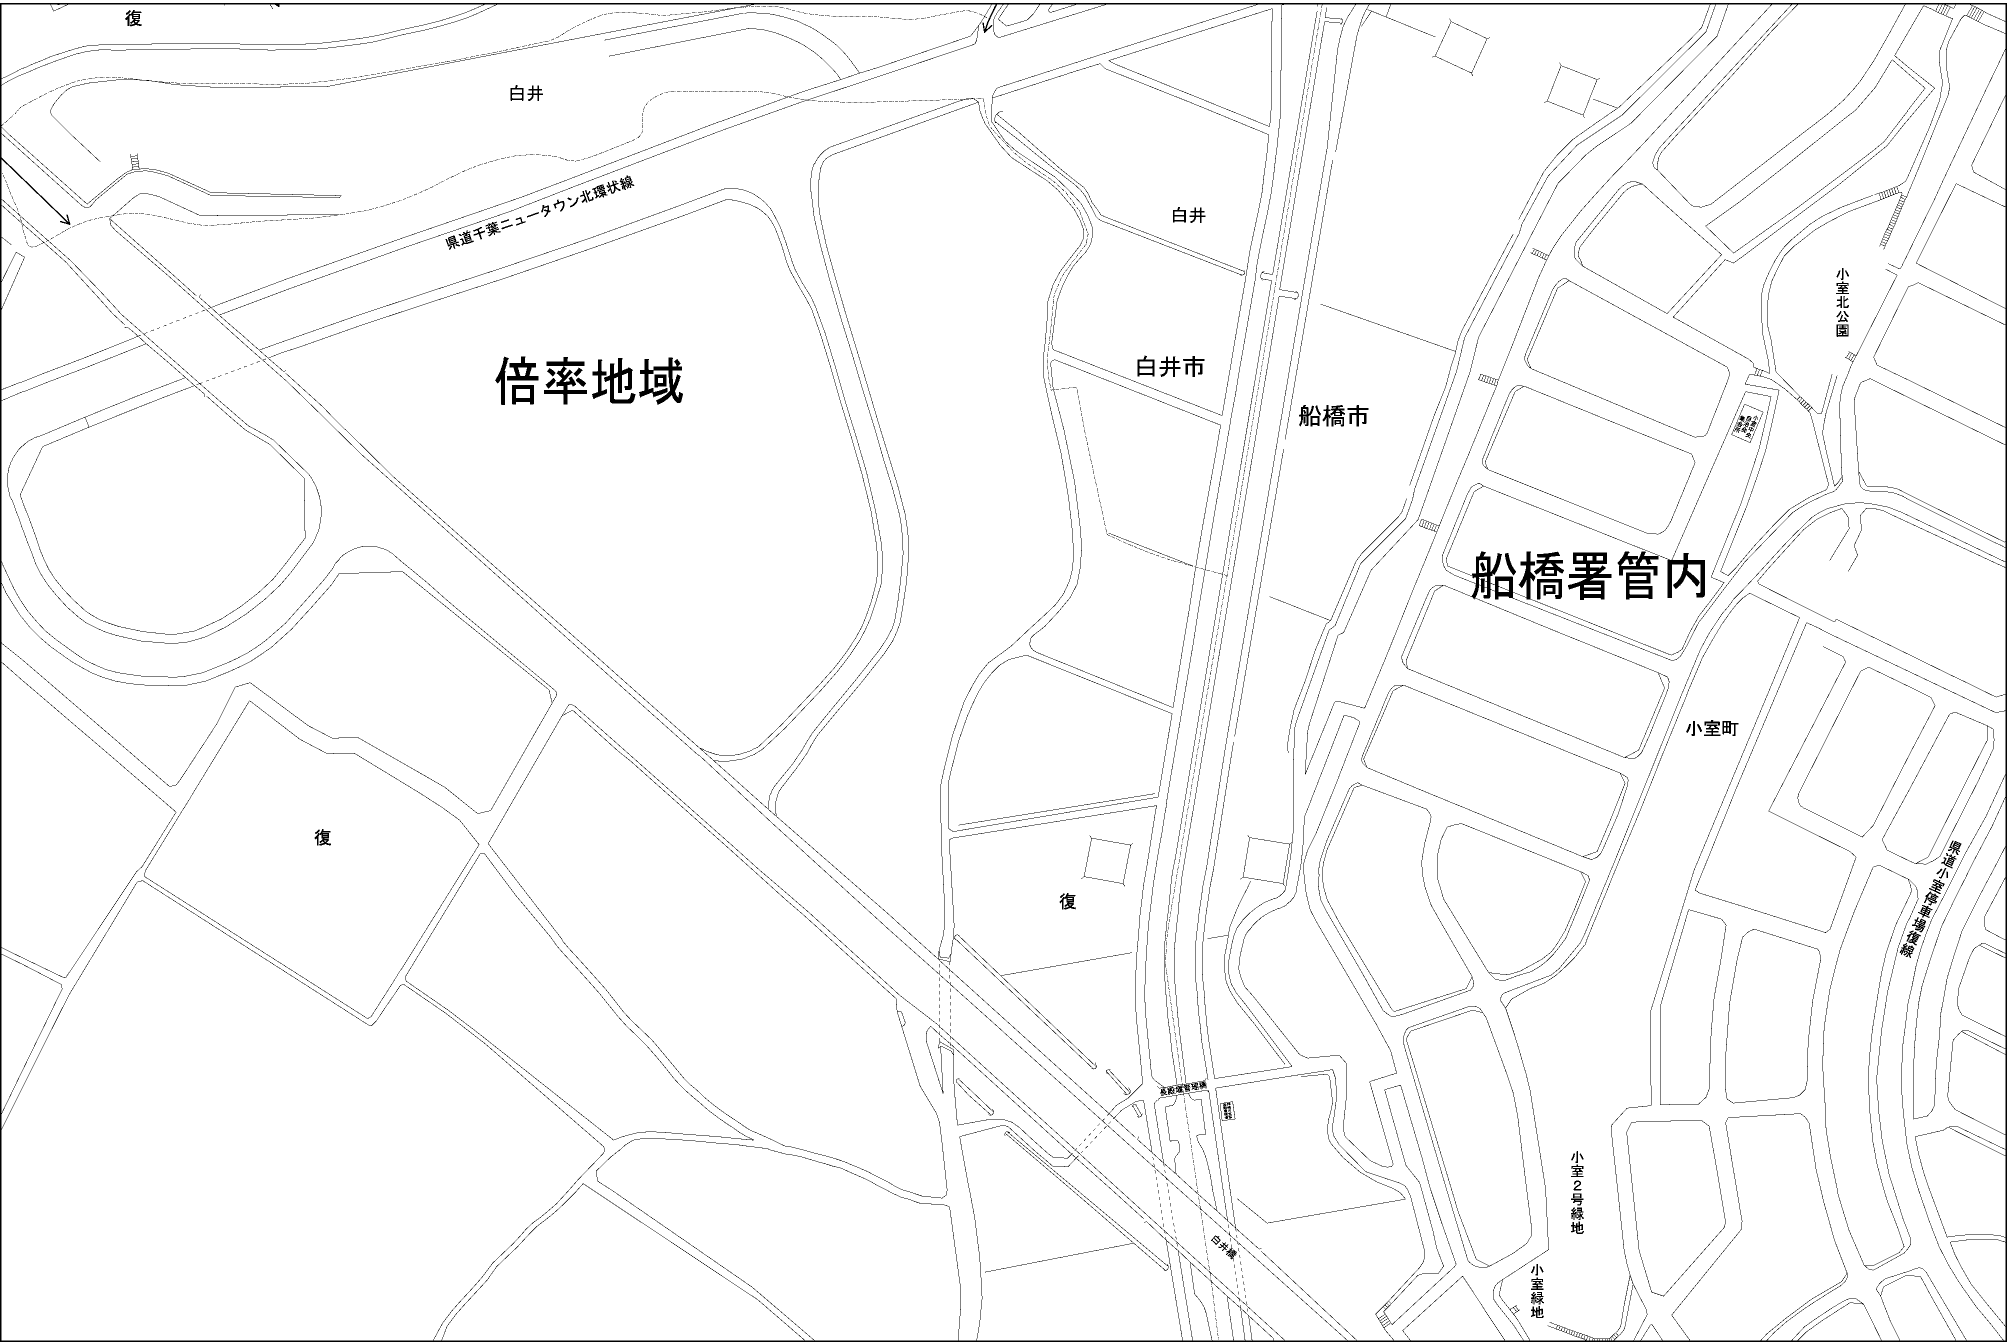 復
白井
県道千葉ニュータウン北環状線
白井
小室北公園
倍率地域
白井市
船橋市
船橋署管内
小室町
復
復
県道小室停車場復線
小室2号緑地
白井橋
小室緑地